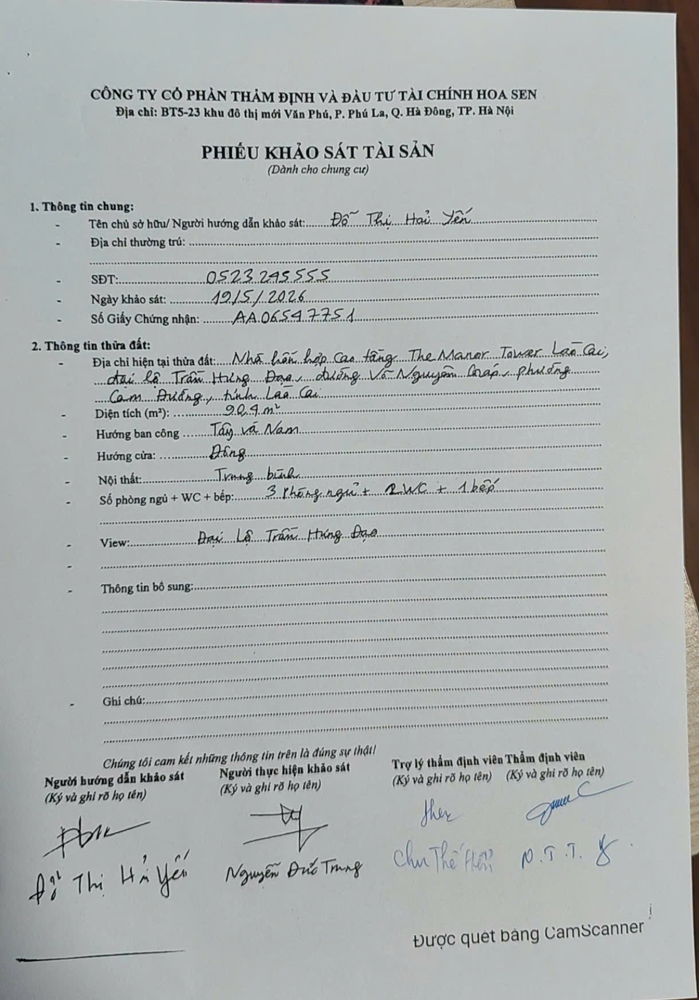 CÔNG TY CỔ PHẦN THẨM ĐỊNH VÀ ĐẦU TƯ TÀI CHÍNH HOA SEN
Địa chỉ: BT5-23 khu đô thị mới Văn Phú, P. Phú La, Q. Hà Đông, TP. Hà Nội
PHIẾU KHẢO SÁT TÀI SẢN
(Dành cho chung cư)
1. Thông tin chung:
- Tên chủ sở hữu/ Người hướng dẫn khảo sát: Đỗ Thị Hải Yến
- Địa chỉ thường trú:
- SĐT: 0523 295 555
- Ngày khảo sát: 19/5/2026
- Số Giấy Chứng nhận: AA 06547751
2. Thông tin thửa đất:
- Địa chỉ hiện tại thửa đất: Nhà hỗn hợp cao tầng The Manor Tower Lào Cai,
đại lộ Trần Hưng Đạo, đường Võ Nguyên Giáp, phường
Cam Đường, tỉnh Lào Cai
- Diện tích (m²): 90,9 m²
- Hướng ban công Tây và Nam
- Hướng cửa: Đông
- Nội thất: Trung bình
- Số phòng ngủ + WC + bếp: 3 phòng ngủ + 2 WC + 1 bếp
- View: Đại Lộ Trần Hưng Đạo
-
- Thông tin bổ sung:
- Ghi chú:
Chúng tôi cam kết những thông tin trên là đúng sự thật!
Người hướng dẫn khảo sát Người thực hiện khảo sát Trợ lý thẩm định viên Thẩm định viên
(Ký và ghi rõ họ tên) (Ký và ghi rõ họ tên) (Ký và ghi rõ họ tên) (Ký và ghi rõ họ tên)
Đỗ Thị Hải Yến Nguyễn Đức Trung Chu Thế Hiển N.T.T.
Được quét bằng CamScanner